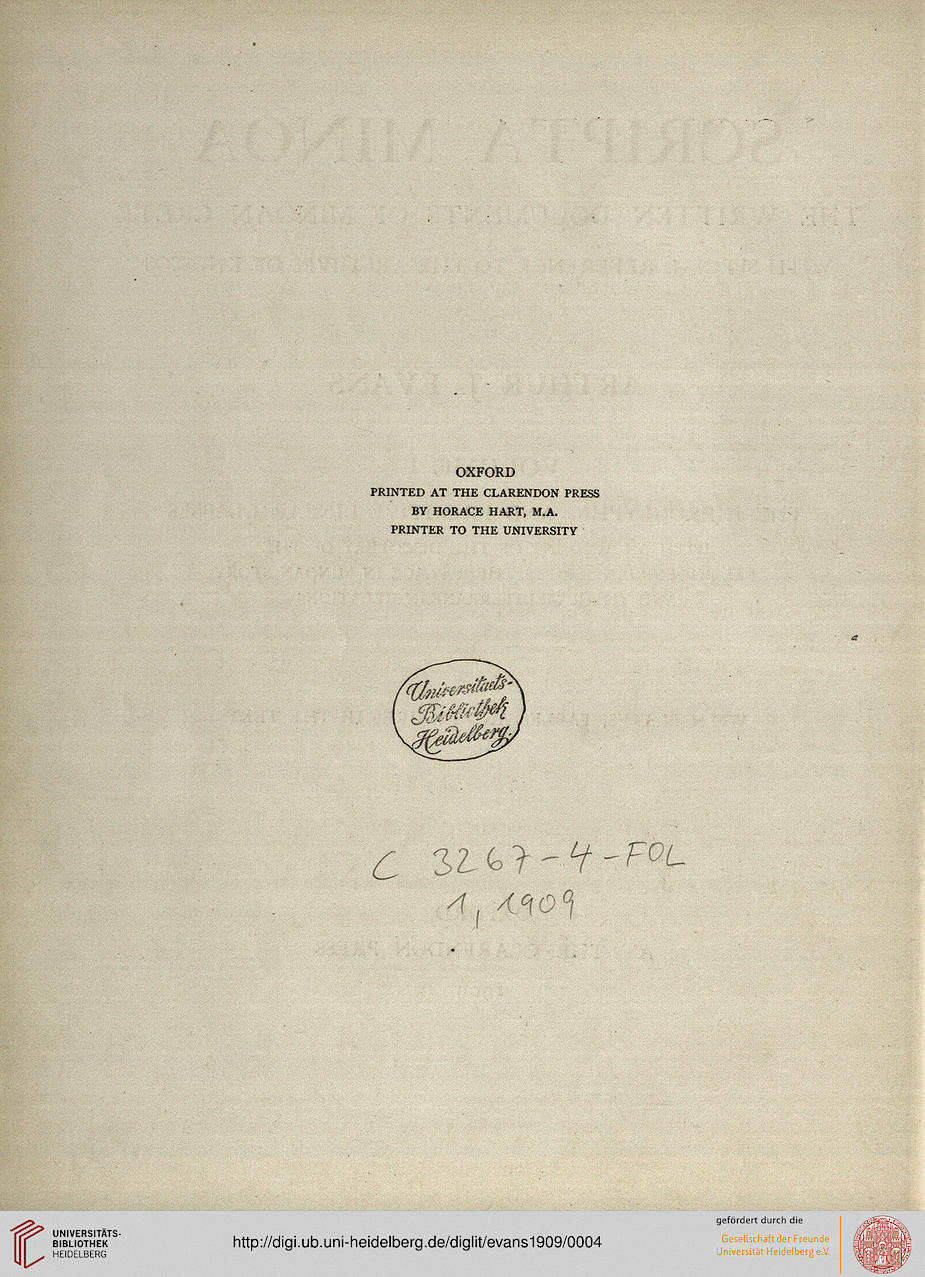 OXFORD
PRINTED AT THE CLARENDON PRESS
BY HORACE HART, M.A.
PRINTER TO THE UNIVERSITY
Universitaets-
Bibliothek
Heidelberg.
C 3267-4-FOL
1, 1909
UNIVERSITÄTS-
BIBLIOTHEK
HEIDELBERG
http://digi.ub.uni-heidelberg.de/diglit/evans1909/0004
gefördert durch die
Gesellschaft der Freunde
Universität Heidelberg e.V.